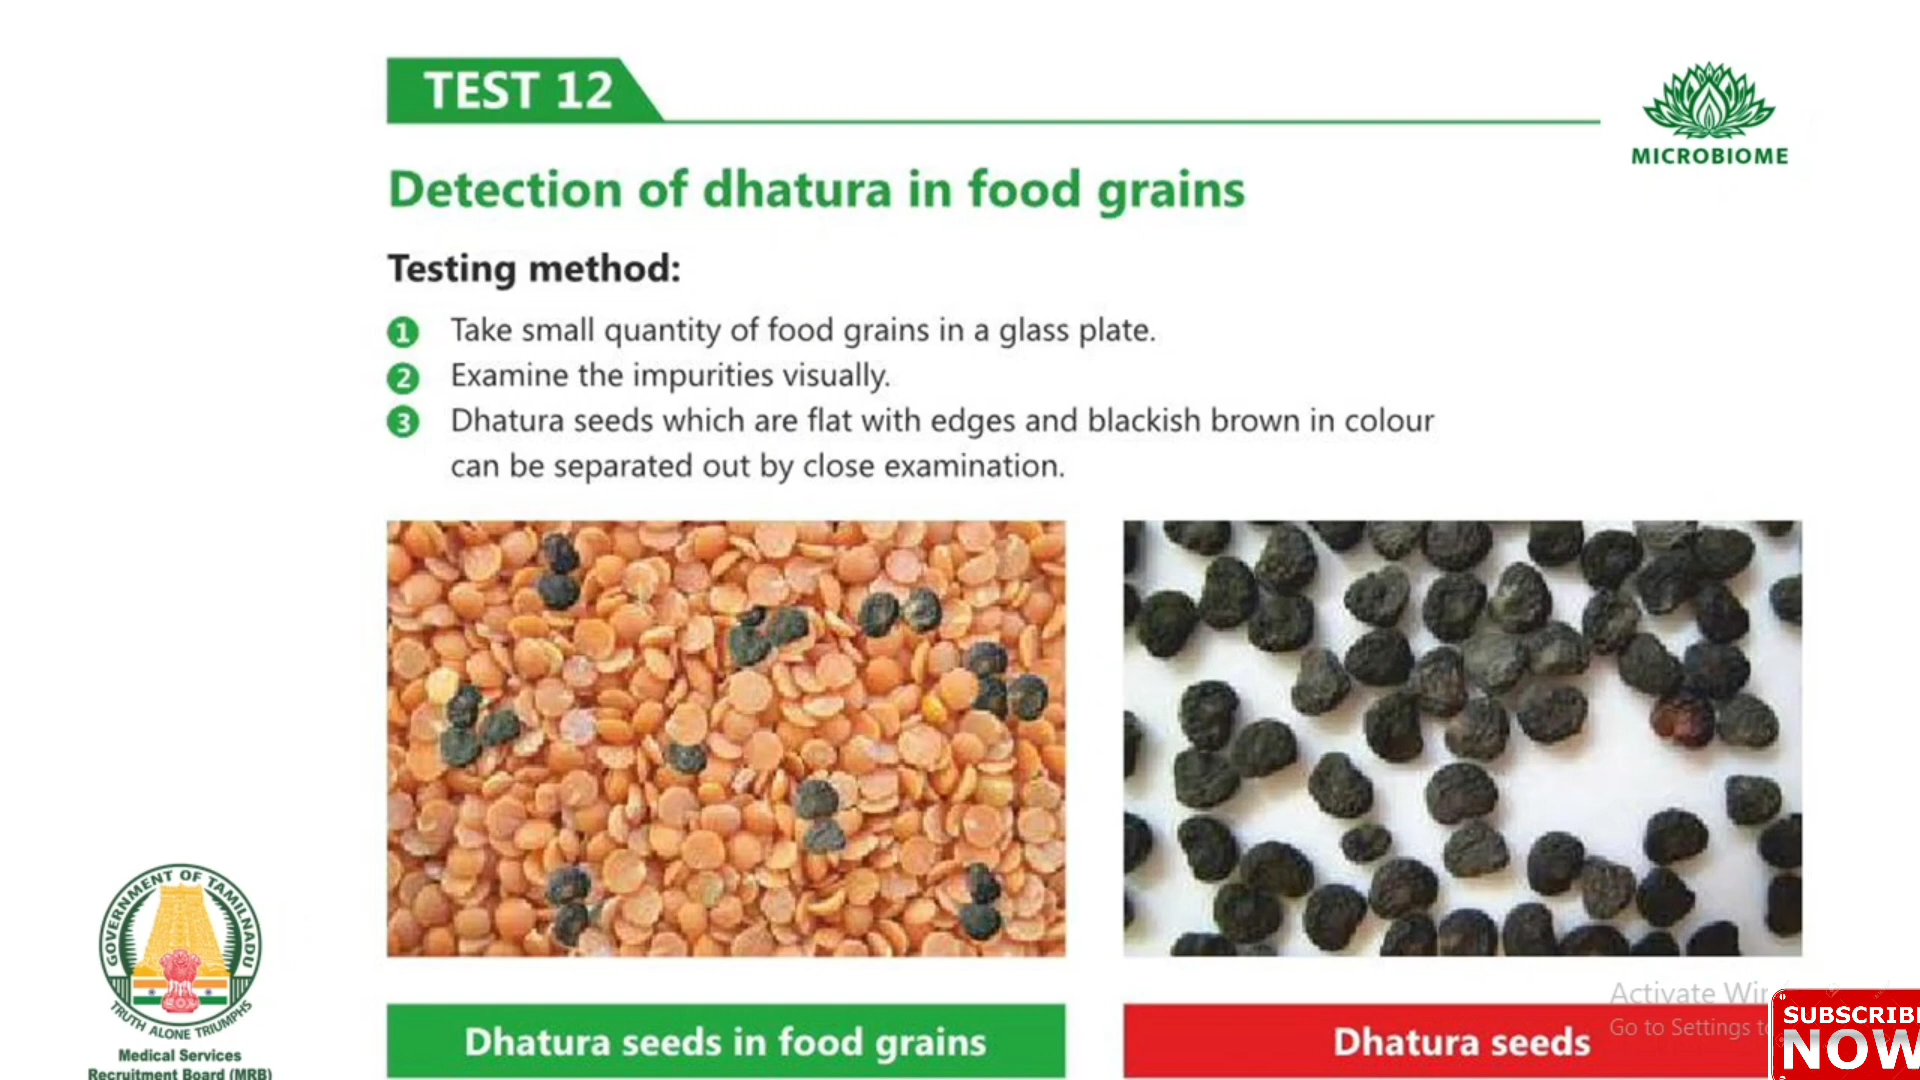 TEST 12
MICROBIOME
Detection of dhatura in food grains
Testing method:
1 Take small quantity of food grains in a glass plate.
2 Examine the impurities visually.
3 Dhatura seeds which are flat with edges and blackish brown in colour
can be separated out by close examination.
Dhatura seeds in food grains
Dhatura seeds
GOVERNMENT OF TAMILNADU
TRUTH ALONE TRIUMPHS
Medical Services
Recruitment Board (MRB)
Activate Wi
Go to Settings t
SUBSCRIB
NOW